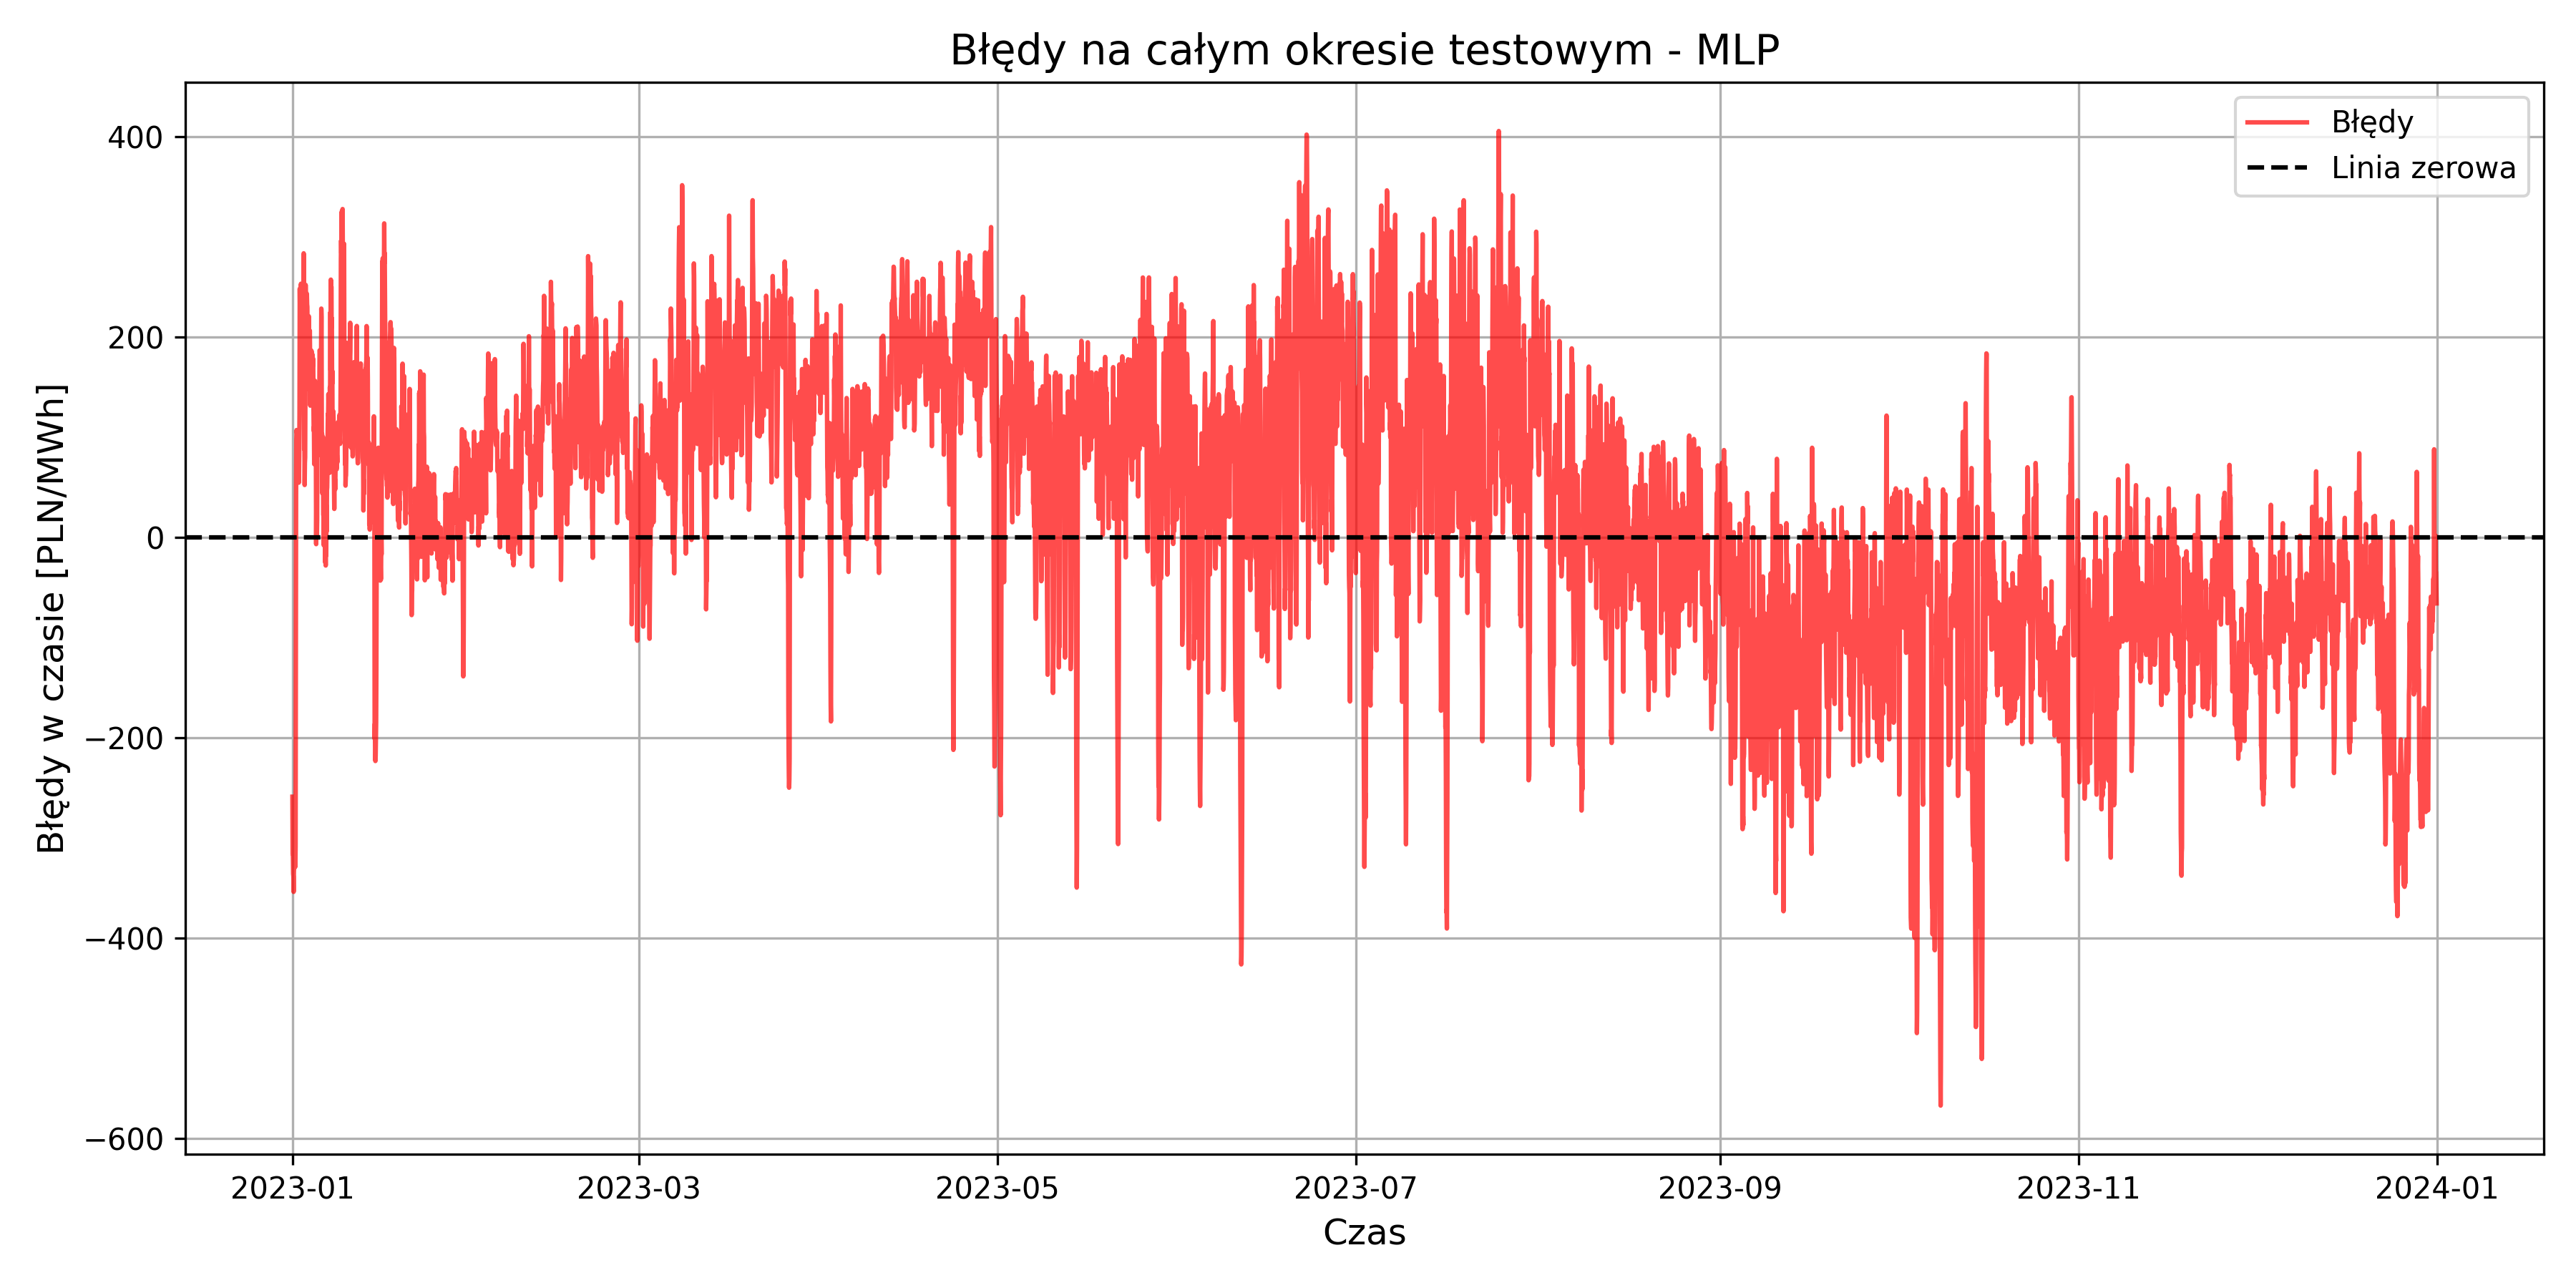 Błędy na całym okresie testowym - MLP
Błędy
Linia zerowa
Błędy w czasie [PLN/MWh]
400
200
0
−200
−400
−600
2023-01
2023-03
2023-05
2023-07
2023-09
2023-11
2024-01
Czas